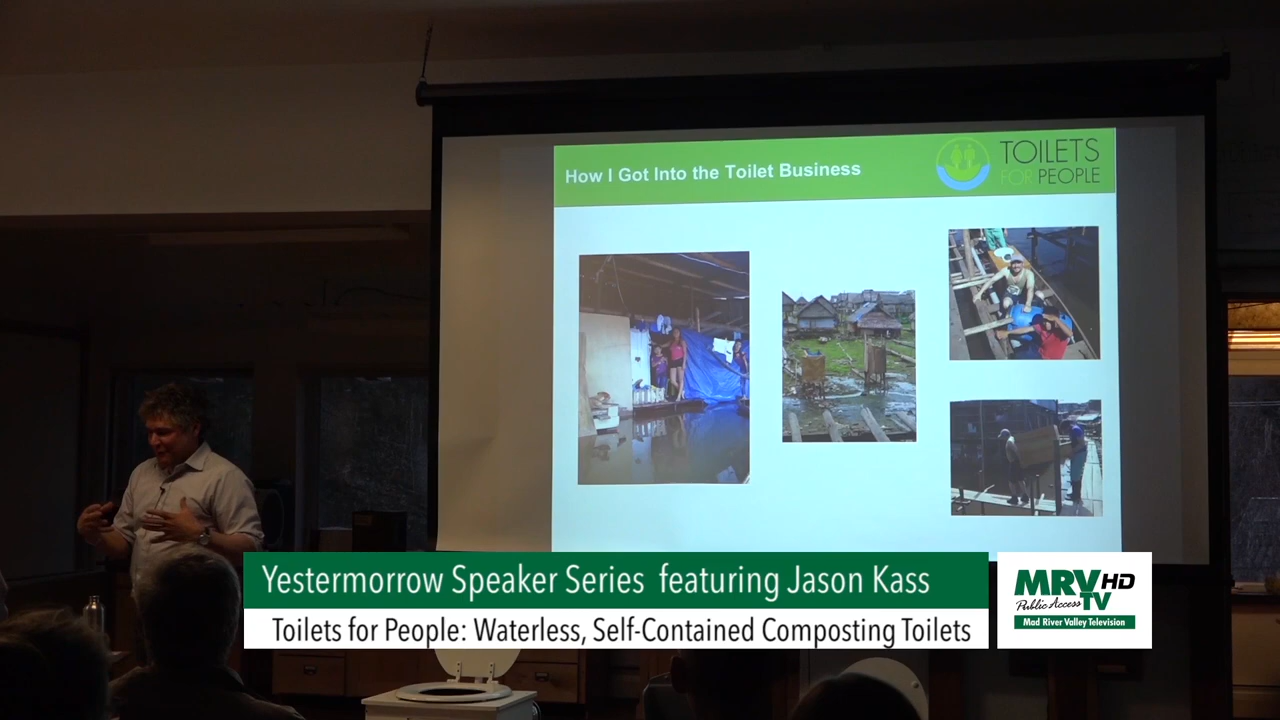 How I Got Into the Toilet Business
TOILETS
FOR PEOPLE
Yestermorrow Speaker Series featuring Jason Kass
Toilets for People: Waterless, Self-Contained Composting Toilets
MRV HD
Public Access TV
Mad River Valley Television